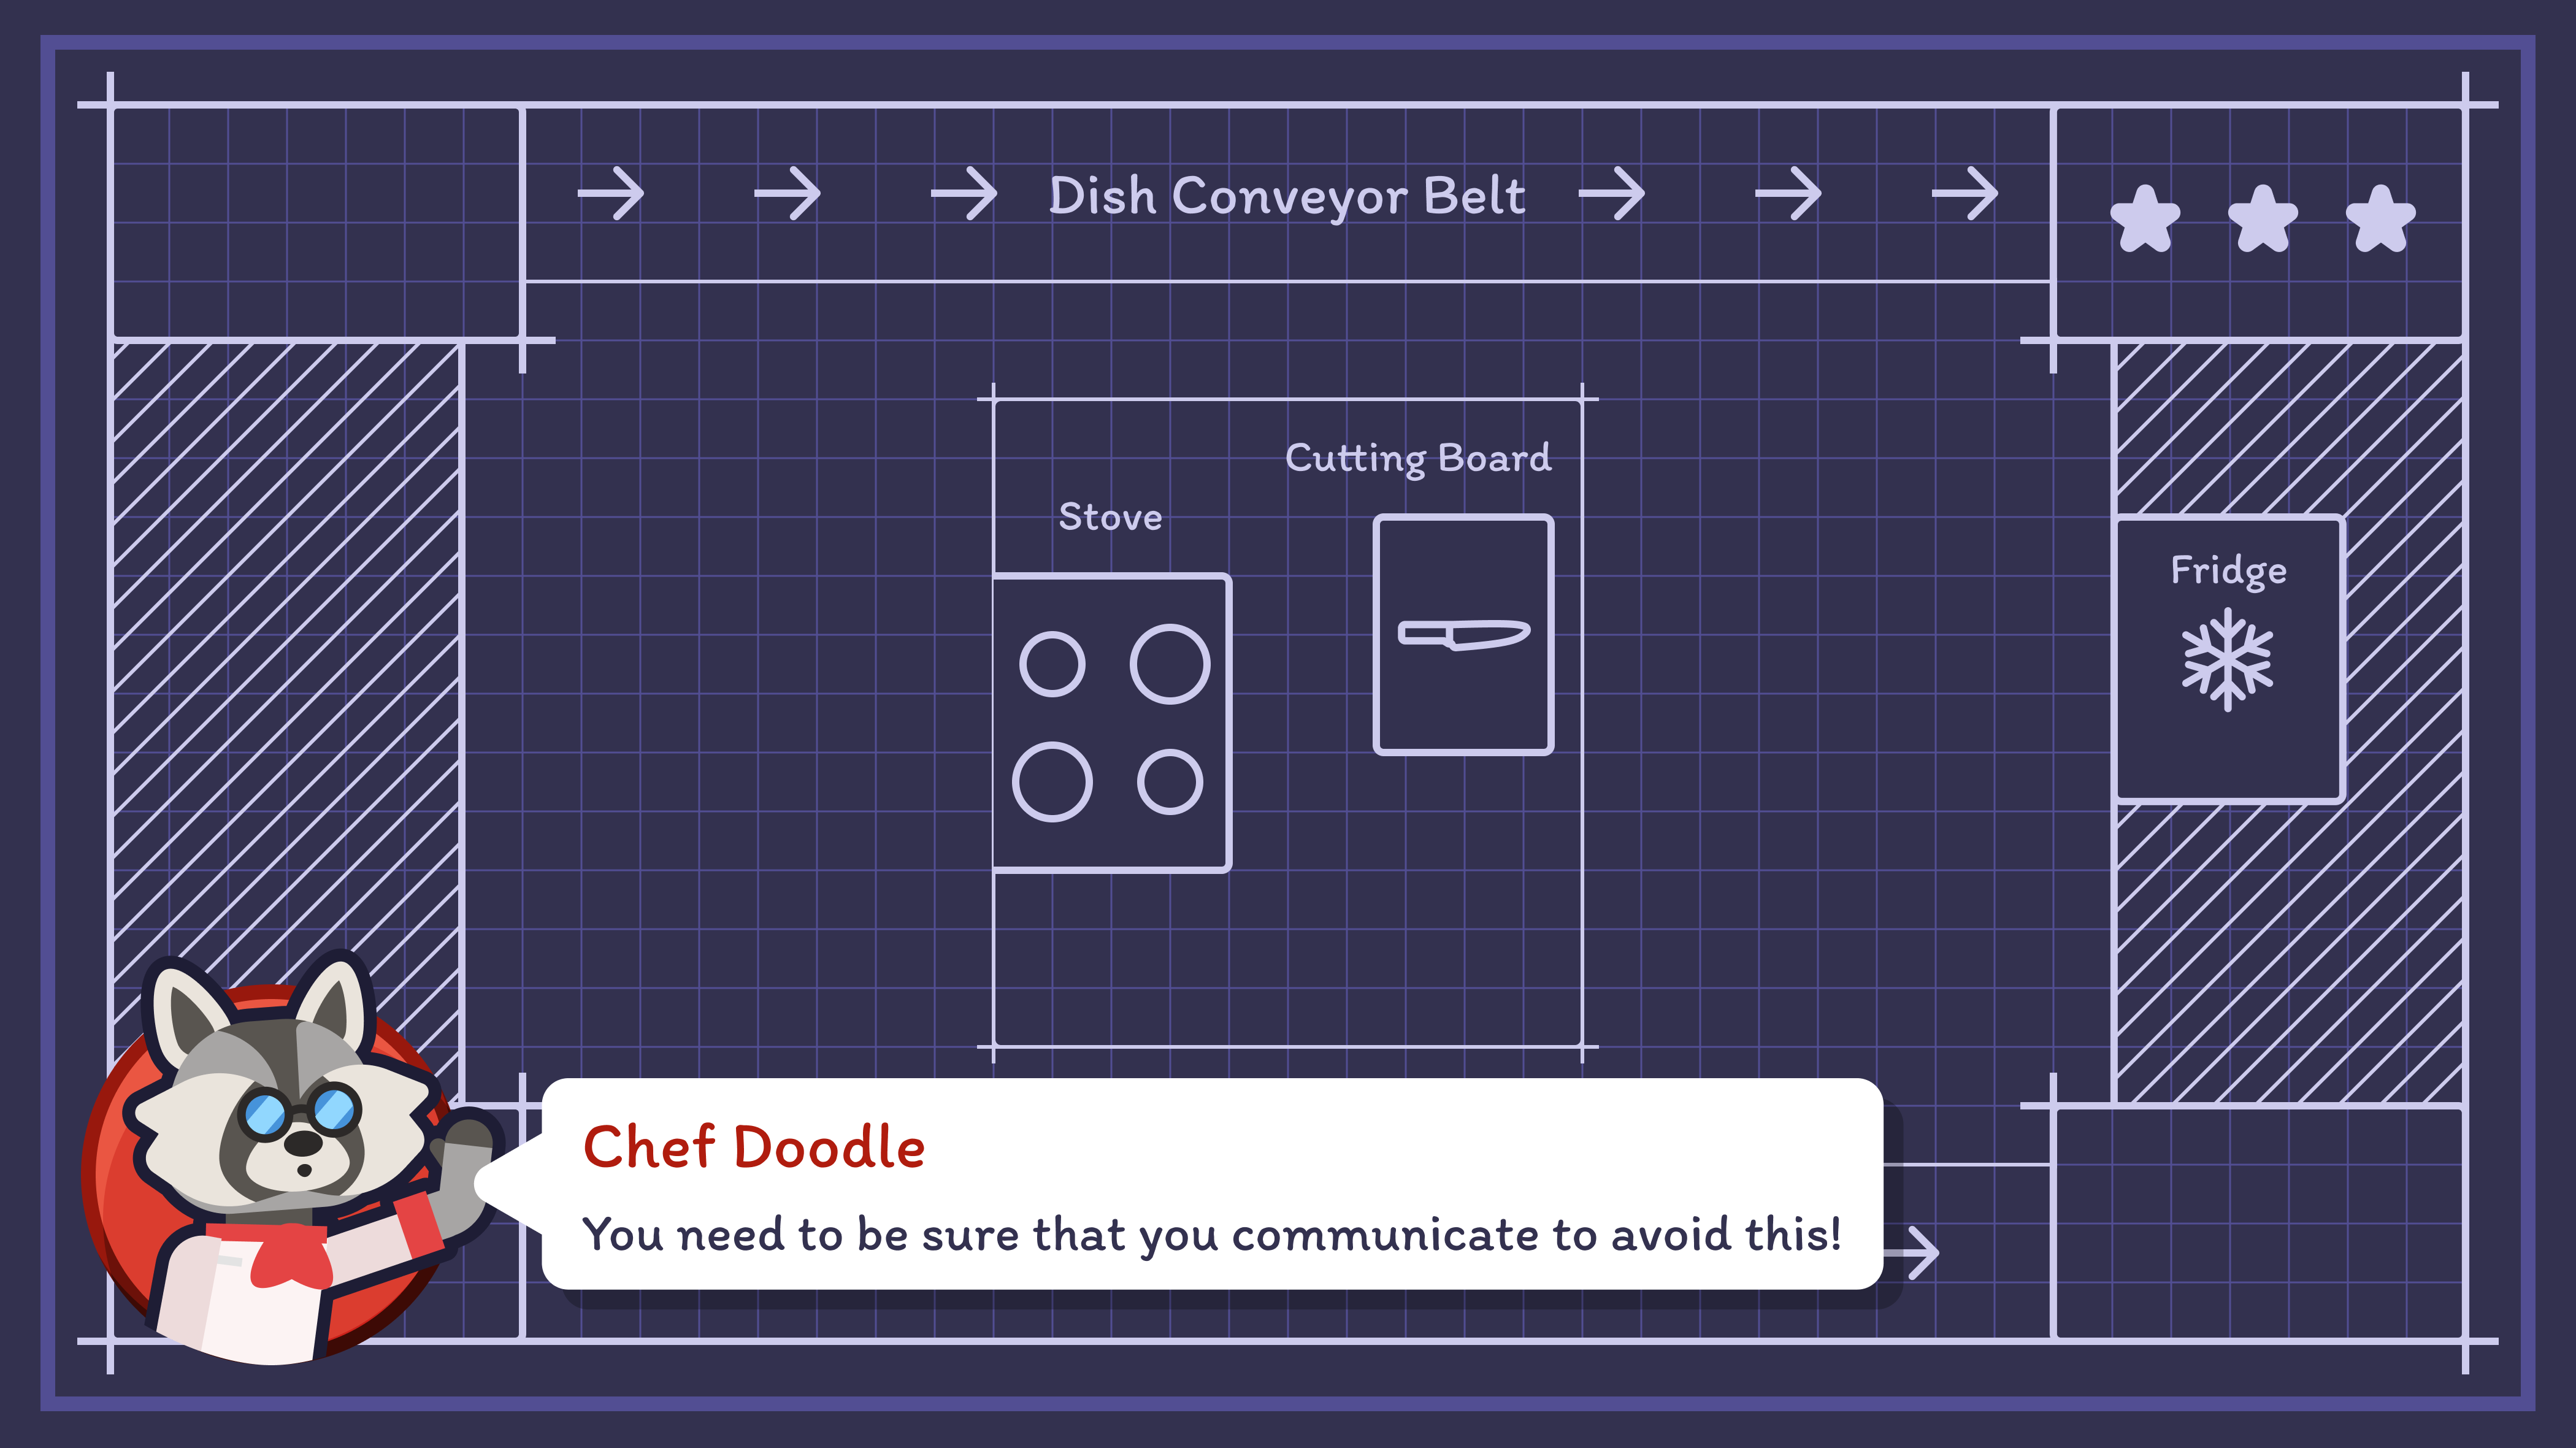 Dish Conveyor Belt
Cutting Board
Stove
Fridge
Chef Doodle
You need to be sure that you communicate to avoid this!